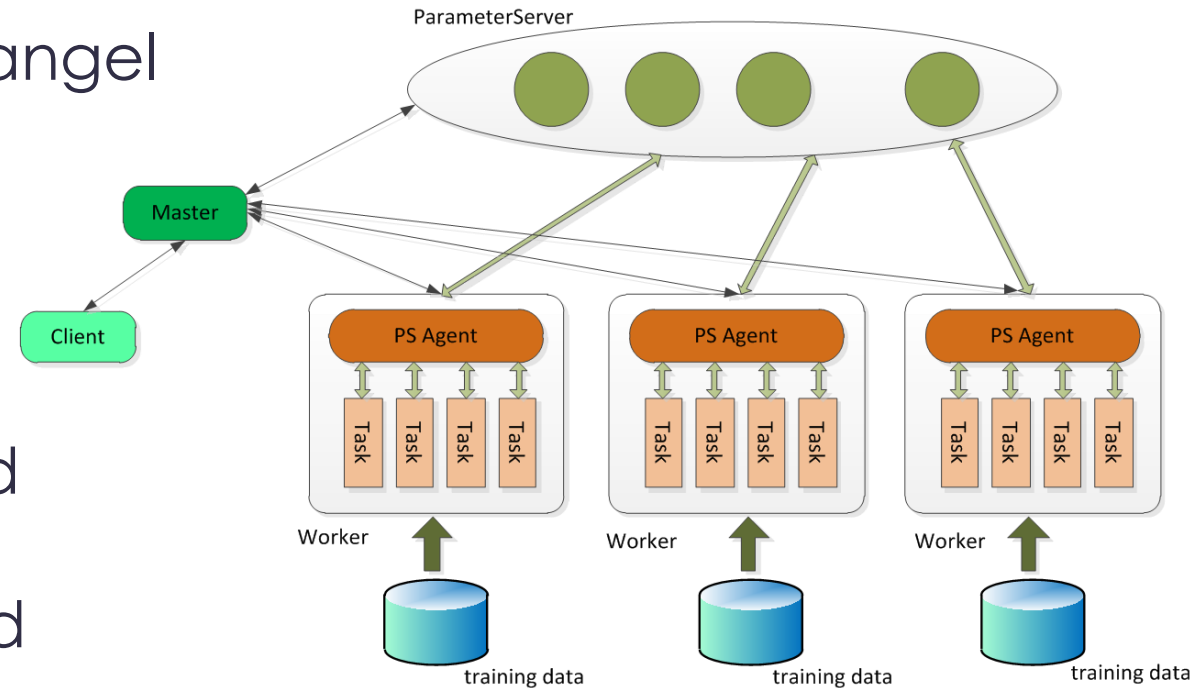 ParameterServer
angel
Master
Client
PS Agent
Task
Task
Task
Task
PS Agent
Task
Task
Task
Task
PS Agent
Task
Task
Task
Task
d
Worker
Worker
Worker
d
training data
training data
training data